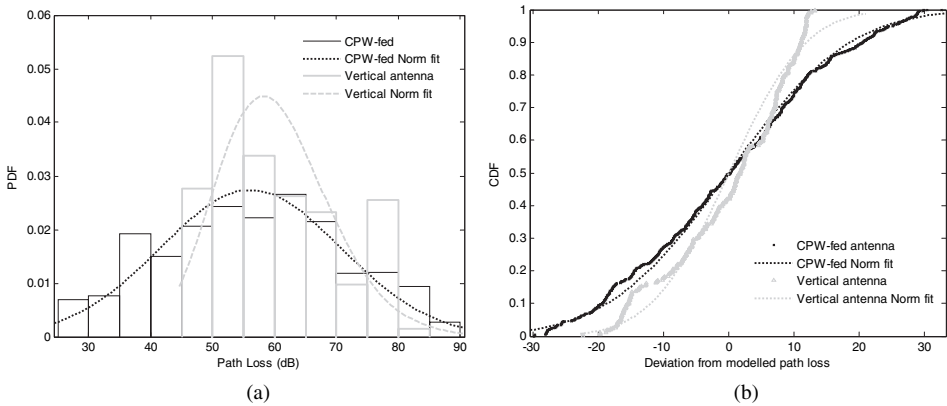 0.06
0.05
0.04
0.03
0.02
0.01
0
PDF
30 40 50 60 70 80 90
Path Loss (dB)
CPW-fed
CPW-fed Norm fit
Vertical antenna
Vertical Norm fit
(a)
1
0.9
0.8
0.7
0.6
0.5
0.4
0.3
0.2
0.1
0
CDF
-30 -20 -10 0 10 20 30
Deviation from modelled path loss
CPW-fed antenna
CPW-fed Norm fit
Vertical antenna
Vertical antenna Norm fit
(b)